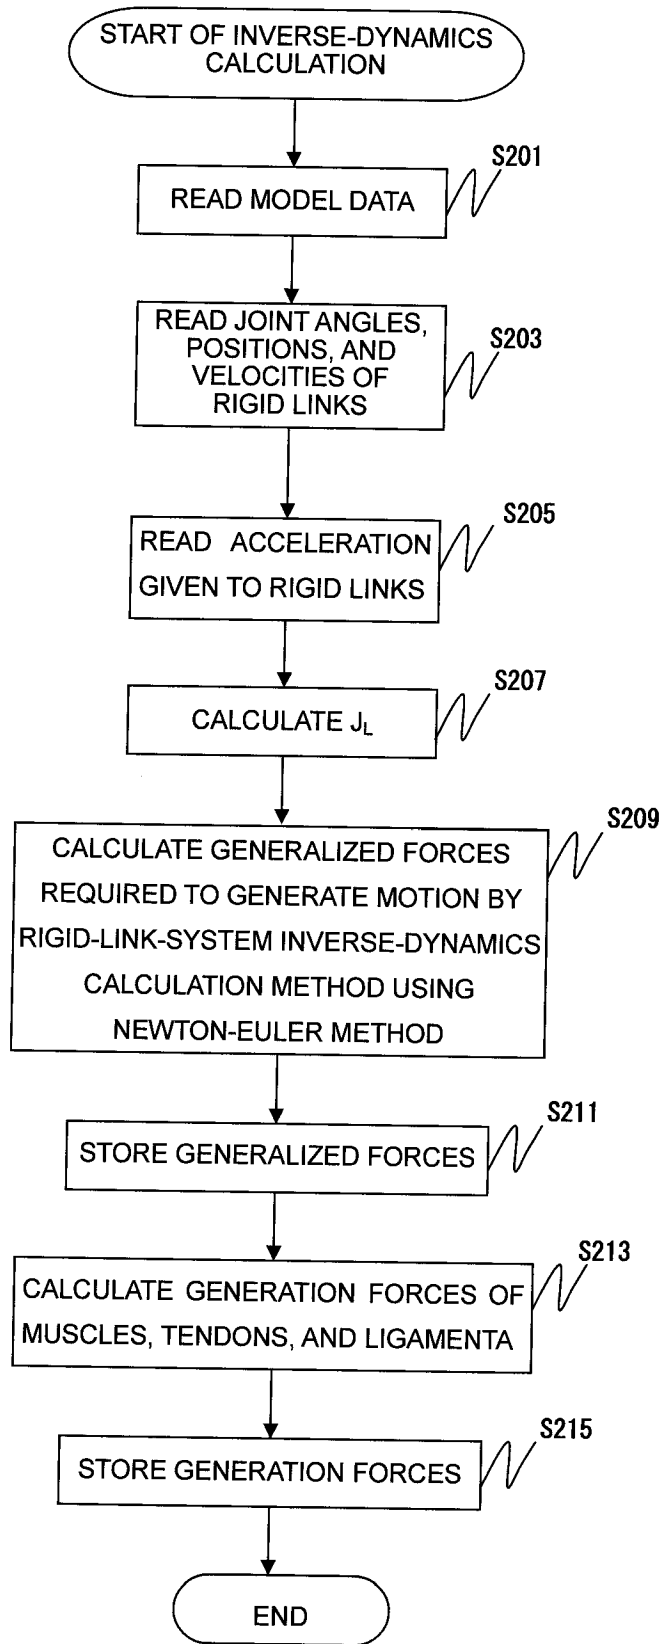 START OF INVERSE-DYNAMICS
CALCULATION
S201
READ MODEL DATA
S203
READ JOINT ANGLES,
POSITIONS, AND
VELOCITIES OF
RIGID LINKS
S205
READ ACCELERATION
GIVEN TO RIGID LINKS
S207
CALCULATE JL
S209
CALCULATE GENERALIZED FORCES
REQUIRED TO GENERATE MOTION BY
RIGID-LINK-SYSTEM INVERSE-DYNAMICS
CALCULATION METHOD USING
NEWTON-EULER METHOD
S211
STORE GENERALIZED FORCES
S213
CALCULATE GENERATION FORCES OF
MUSCLES, TENDONS, AND LIGAMENTA
S215
STORE GENERATION FORCES
END